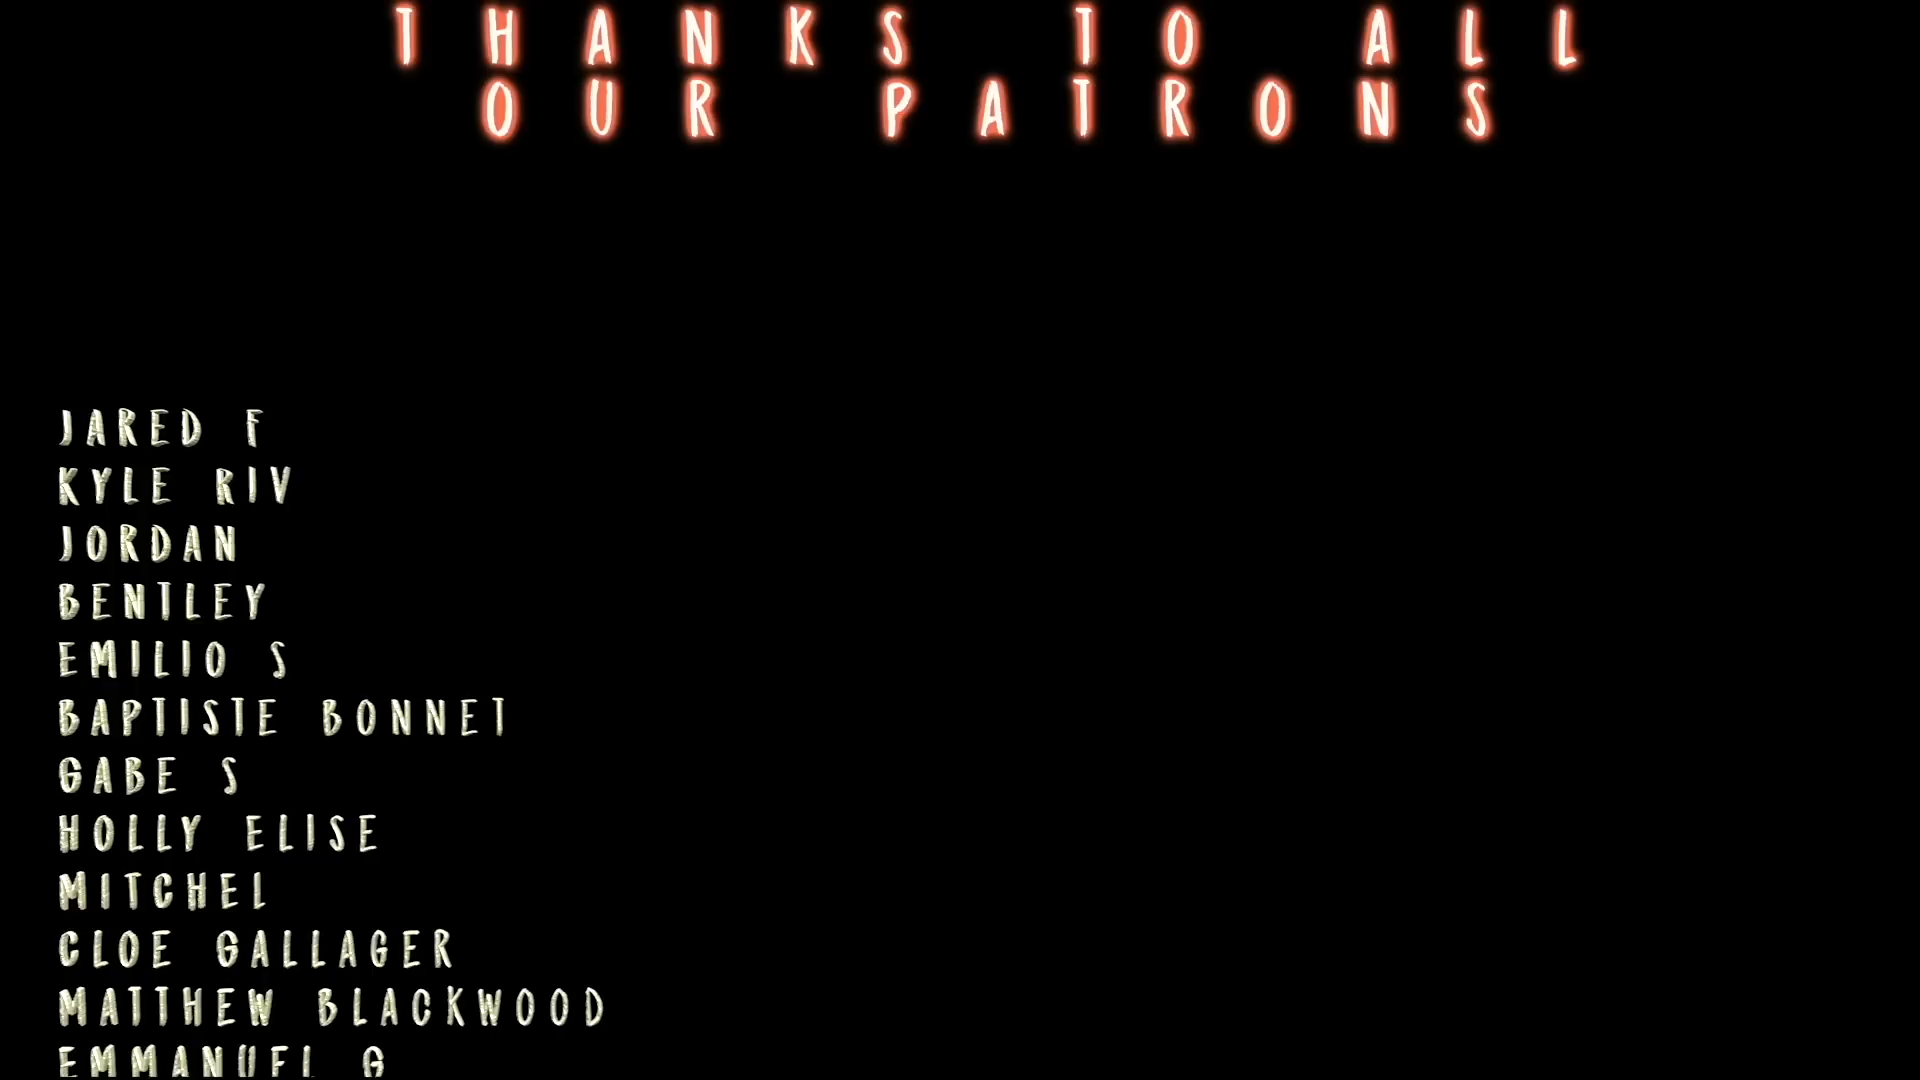 THANKS TO ALL
OUR PATRONS
JARED F
KYLE RIV
JORDAN
BENTLEY
EMILIO S
BAPTISTE BONNET
GABE S
HOLLY ELISE
MITCHEL
CLOE GALLAGER
MATTHEW BLACKWOOD
EMMANUEL G